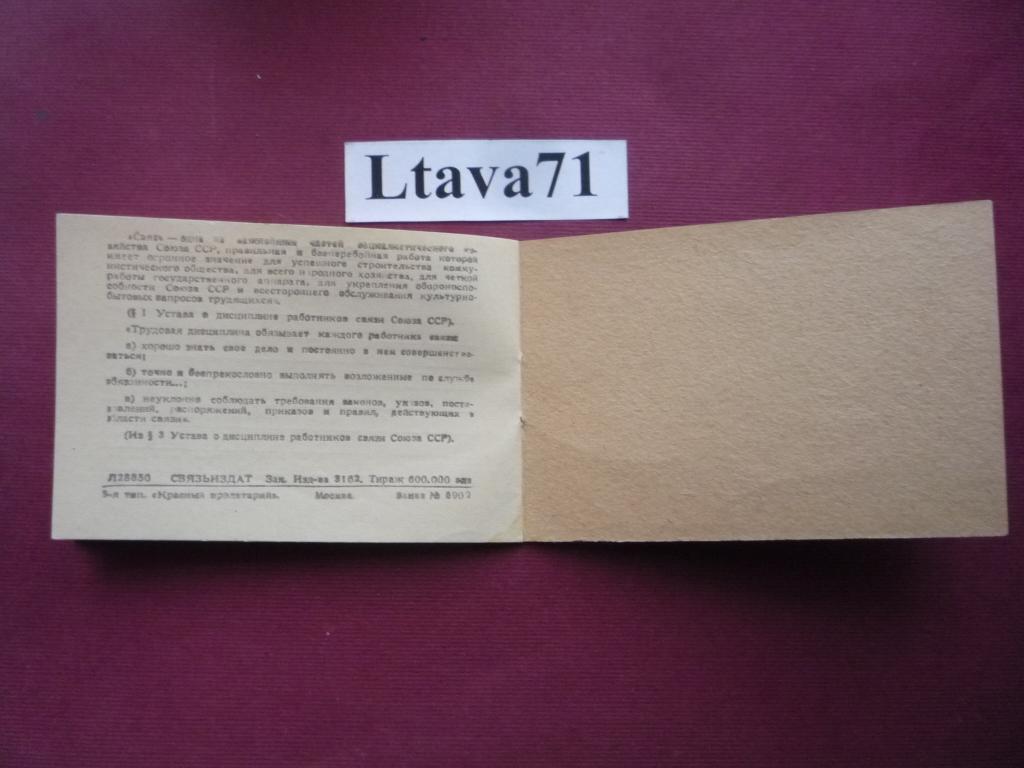 Ltava71
«Связь — одна из важнейших частей социалистического хо-
зяйства Союза ССР, правильная и бесперебойная работа которой
имеет огромное значение для успешного строительства комму-
нистического общества, для всего народного хозяйства, для четкой
работы государственного аппарата, для укрепления обороноспо-
собности Союза ССР и всестороннего обслуживания культурно-
бытовых вопросов трудящихся».
(§ 1 Устава о дисциплине работников связи Союза ССР).
«Трудовая дисциплина обязывает каждого работника связи:
а) хорошо знать свое дело и постоянно в нем совершенство-
ваться;
б) точно и беспрекословно выполнять возложенные по службе
обязанности...;
в) неуклонно соблюдать требования законов, указов, поста-
новлений, распоряжений, приказов и правил, действующих в
области связи».
(Из § 3 Устава о дисциплине работников связи Союза ССР).
Л28850 СВЯЗЬИЗДАТ Зак. Изд-ва 3162. Тираж 600.000 экз
3-я тип. «Красный пролетарий». Москва. Заказ №